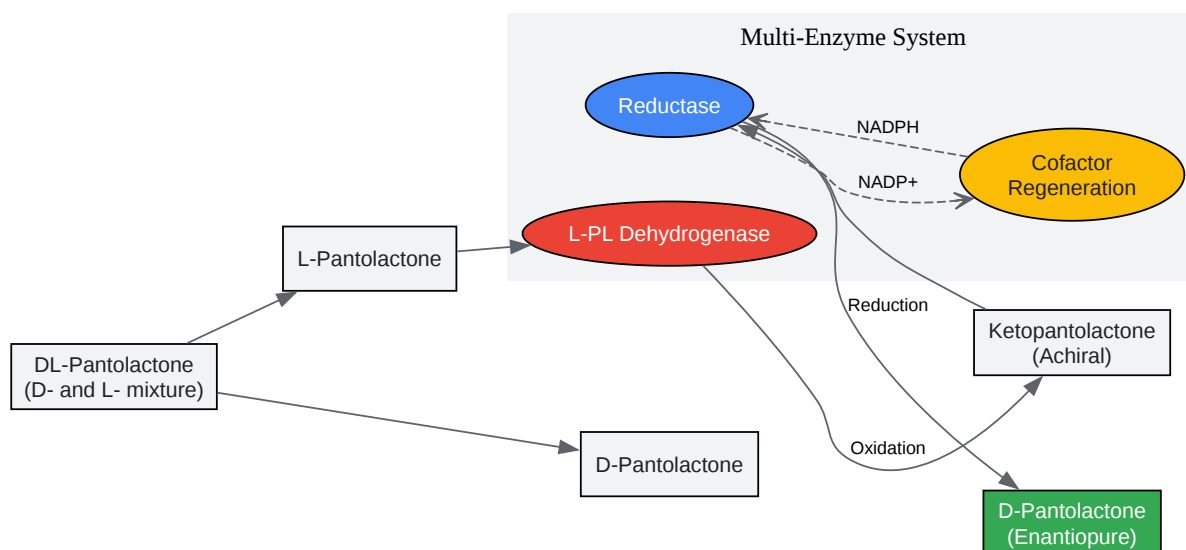 Multi-Enzyme System
Reductase
NADPH
Cofactor
Regeneration
NADP+
L-PL Dehydrogenase
L-Pantolactone
Reduction
Ketopantolactone
(Achiral)
DL-Pantolactone
(D- and L- mixture)
Oxidation
D-Pantolactone
D-Pantolactone
(Enantiopure)